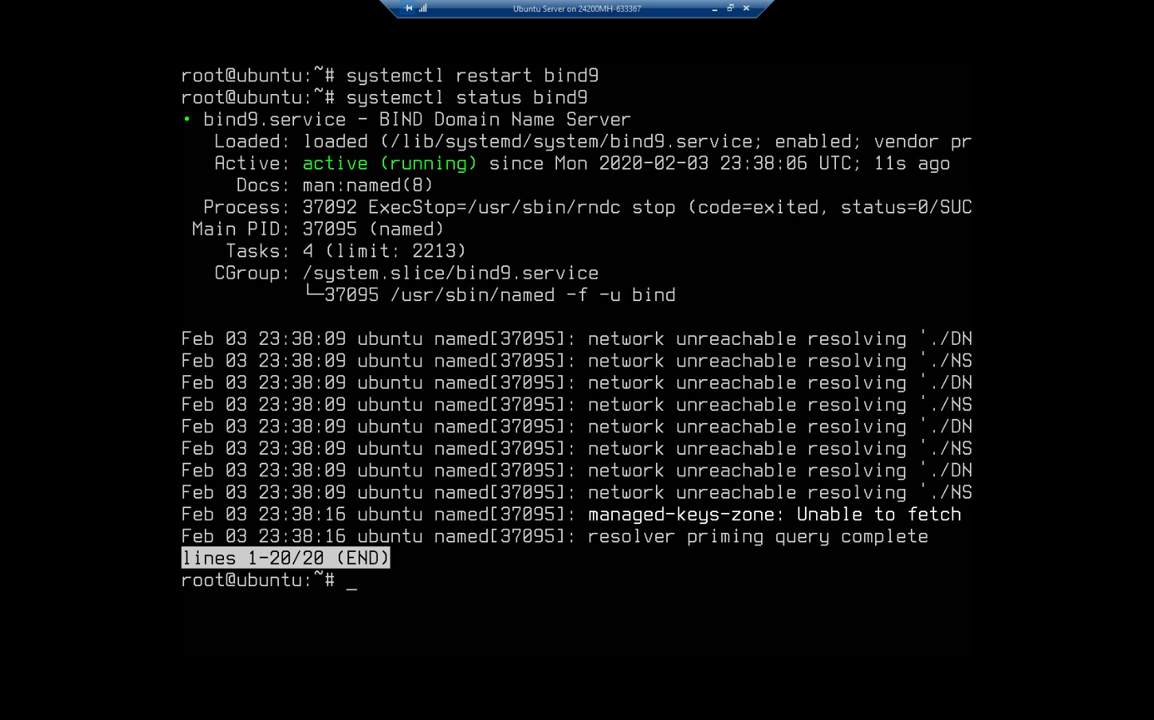 Ubuntu Server on 24200MH-633367
root@ubuntu:~# systemctl restart bind9
root@ubuntu:~# systemctl status bind9
• bind9.service - BIND Domain Name Server
Loaded: loaded (/lib/systemd/system/bind9.service; enabled; vendor pr
Active: active (running) since Mon 2020-02-03 23:38:06 UTC; 11s ago
Docs: man:named(8)
Process: 37092 ExecStop=/usr/sbin/rndc stop (code=exited, status=0/SUC
Main PID: 37095 (named)
Tasks: 4 (limit: 2213)
CGroup: /system.slice/bind9.service
└─37095 /usr/sbin/named -f -u bind
Feb 03 23:38:09 ubuntu named[37095]: network unreachable resolving './DN
Feb 03 23:38:09 ubuntu named[37095]: network unreachable resolving './NS
Feb 03 23:38:09 ubuntu named[37095]: network unreachable resolving './DN
Feb 03 23:38:09 ubuntu named[37095]: network unreachable resolving './NS
Feb 03 23:38:09 ubuntu named[37095]: network unreachable resolving './DN
Feb 03 23:38:09 ubuntu named[37095]: network unreachable resolving './NS
Feb 03 23:38:09 ubuntu named[37095]: network unreachable resolving './DN
Feb 03 23:38:09 ubuntu named[37095]: network unreachable resolving './NS
Feb 03 23:38:16 ubuntu named[37095]: managed-keys-zone: Unable to fetch
Feb 03 23:38:16 ubuntu named[37095]: resolver priming query complete
lines 1-20/20 (END)
root@ubuntu:~# _